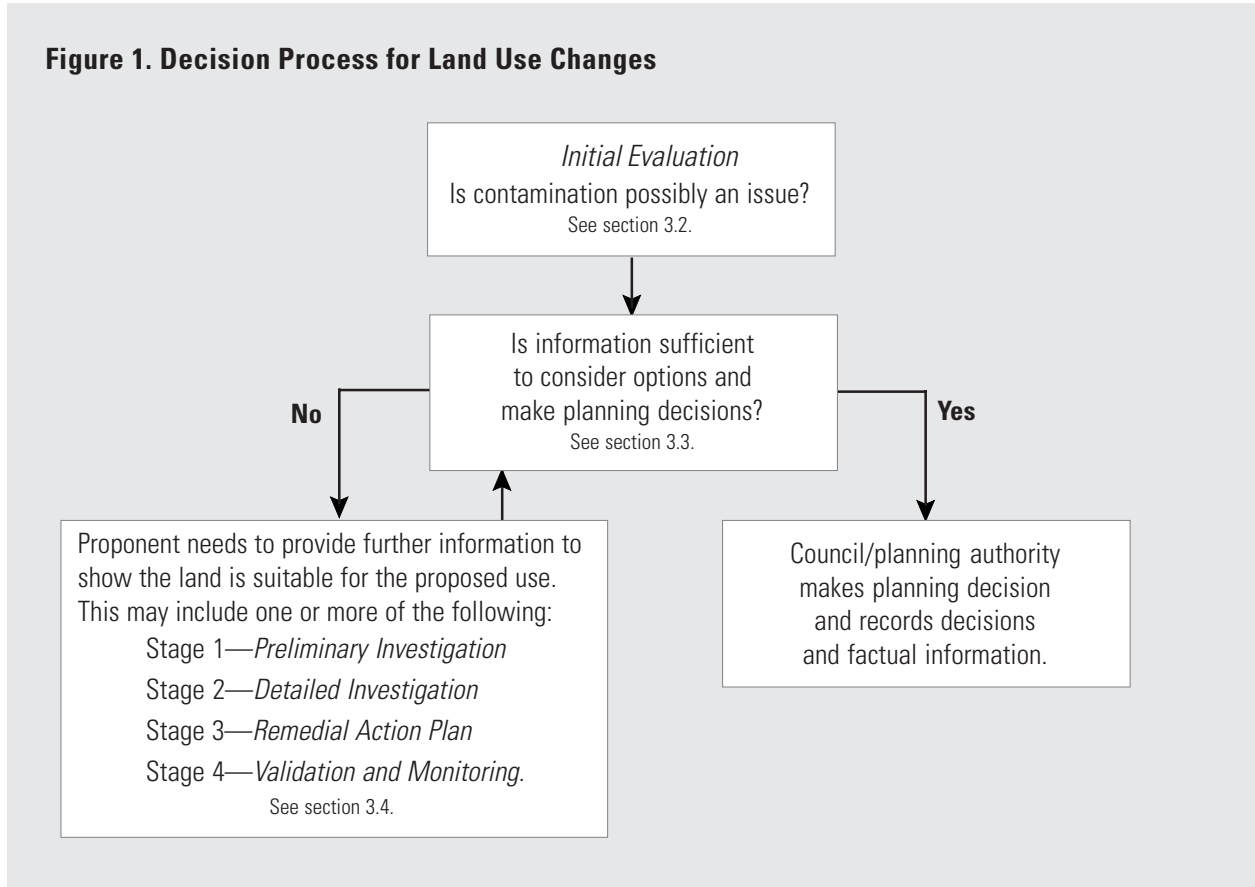 Figure 1. Decision Process for Land Use Changes
Initial Evaluation
Is contamination possibly an issue?
See section 3.2.
Is information sufficient
to consider options and
make planning decisions?
See section 3.3.
No
Yes
Proponent needs to provide further information to
show the land is suitable for the proposed use.
This may include one or more of the following:
Stage 1—Preliminary Investigation
Stage 2—Detailed Investigation
Stage 3—Remedial Action Plan
Stage 4—Validation and Monitoring.
See section 3.4.
Council/planning authority
makes planning decision
and records decisions
and factual information.